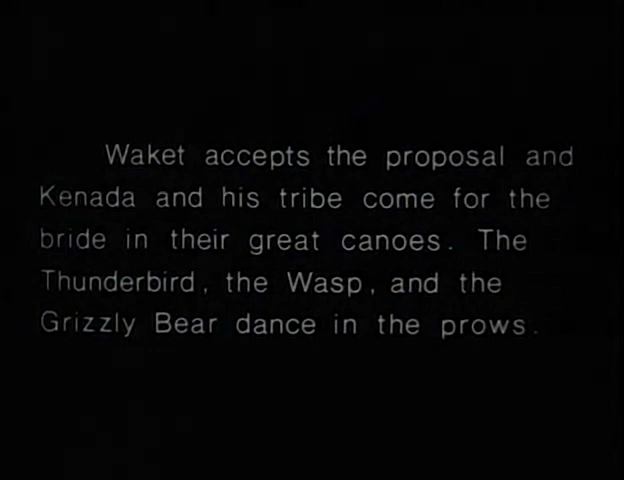 Waket accepts the proposal and
Kenada and his tribe come for the
bride in their great canoes. The
Thunderbird, the Wasp, and the
Grizzly Bear dance in the prows.